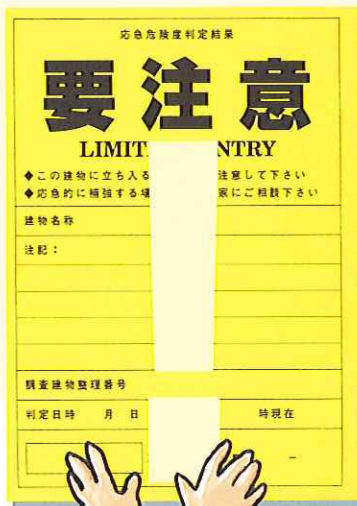 応急危険度判定結果
要注意
LIMIT NTRY
◆この建物に立ち入る 注意して下さい
◆応急的に補強する場 家にご相談下さい
建物名称
注記：
調査建物整理番号
判定日時 月 日 時現在
-